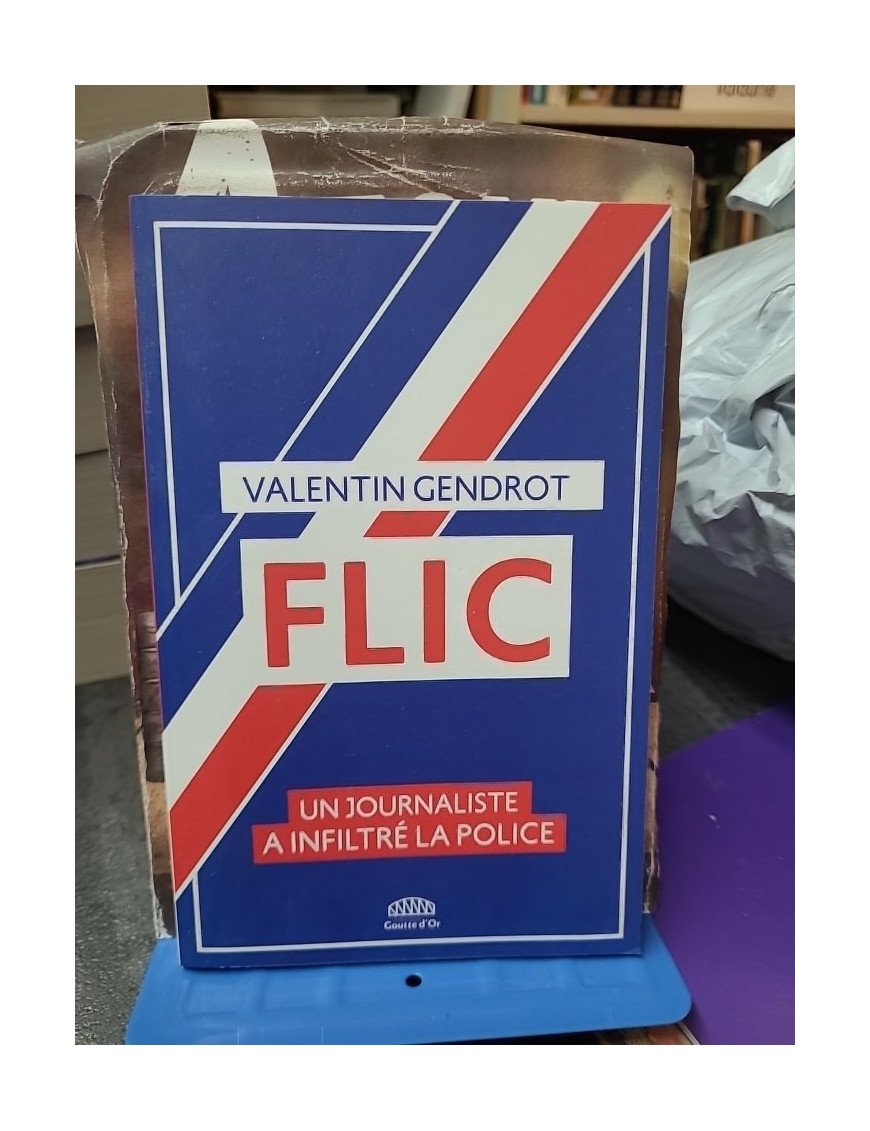 VALENTIN GENDROT
FLIC
UN JOURNALISTE
A INFILTRÉ LA POLICE
Goutte d'Or